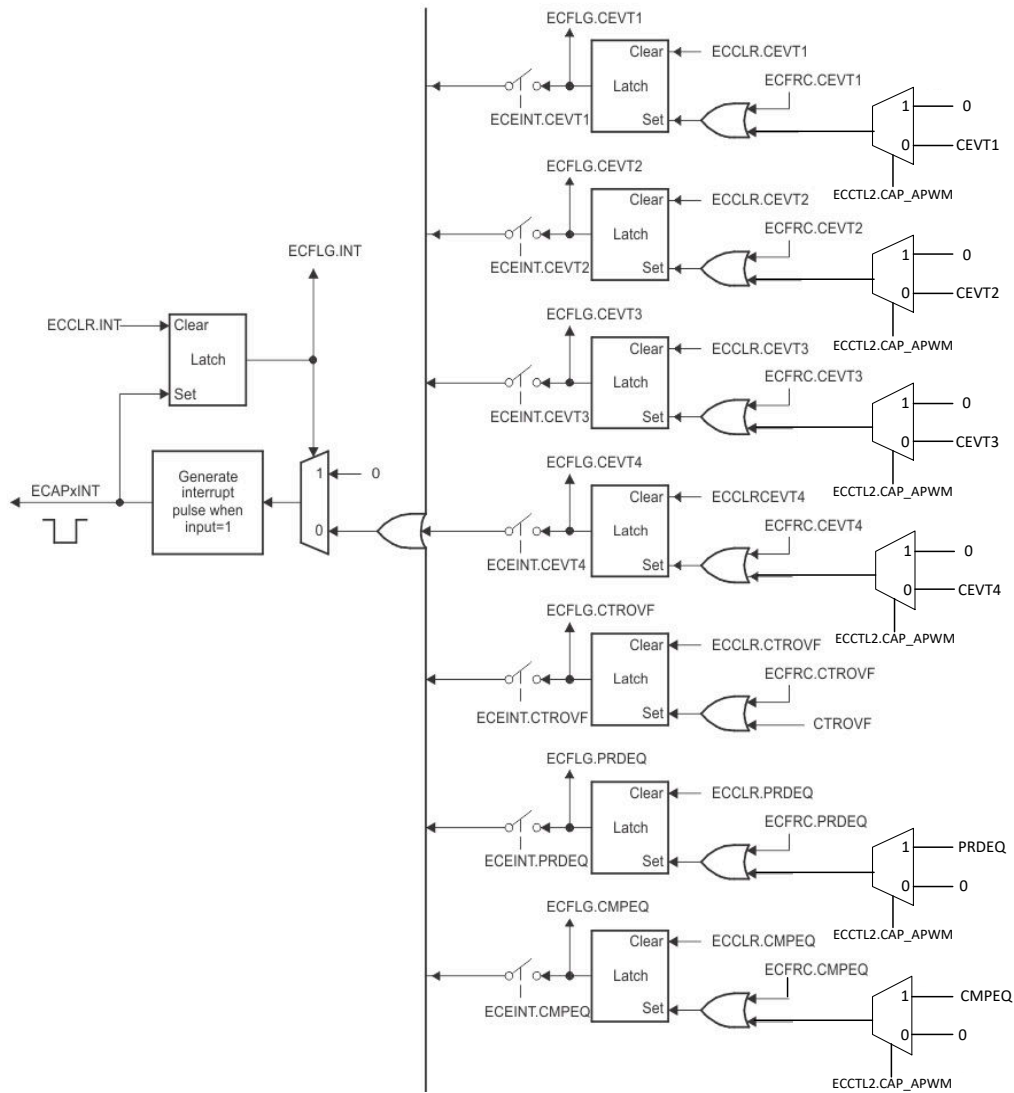 ECFLG.CEVT1
Clear
ECCLR.CEVT1
Latch
ECFRC.CEVT1
ECEINT.CEVT1
Set
1
0
0
CEVT1
ECCTL2.CAP_APWM
ECFLG.CEVT2
Clear
ECCLR.CEVT2
Latch
ECFRC.CEVT2
ECEINT.CEVT2
Set
1
0
0
CEVT2
ECCTL2.CAP_APWM
ECFLG.INT
ECCLR.INT
Clear
Latch
Set
ECFLG.CEVT3
Clear
ECCLR.CEVT3
Latch
ECFRC.CEVT3
ECEINT.CEVT3
Set
1
0
0
CEVT3
ECCTL2.CAP_APWM
ECAPxINT
Generate
interrupt
pulse when
input=1
1
0
0
ECFLG.CEVT4
Clear
ECCLRCEVT4
Latch
ECFRC.CEVT4
ECEINT.CEVT4
Set
1
0
0
CEVT4
ECCTL2.CAP_APWM
ECFLG.CTROVF
Clear
ECCLR.CTROVF
Latch
ECFRC.CTROVF
ECEINT.CTROVF
Set
CTROVF
ECFLG.PRDEQ
Clear
ECCLR.PRDEQ
Latch
ECFRC.PRDEQ
ECEINT.PRDEQ
Set
1
PRDEQ
0
0
ECCTL2.CAP_APWM
ECFLG.CMPEQ
Clear
ECCLR.CMPEQ
Latch
ECFRC.CMPEQ
ECEINT.CMPEQ
Set
1
CMPEQ
0
0
ECCTL2.CAP_APWM